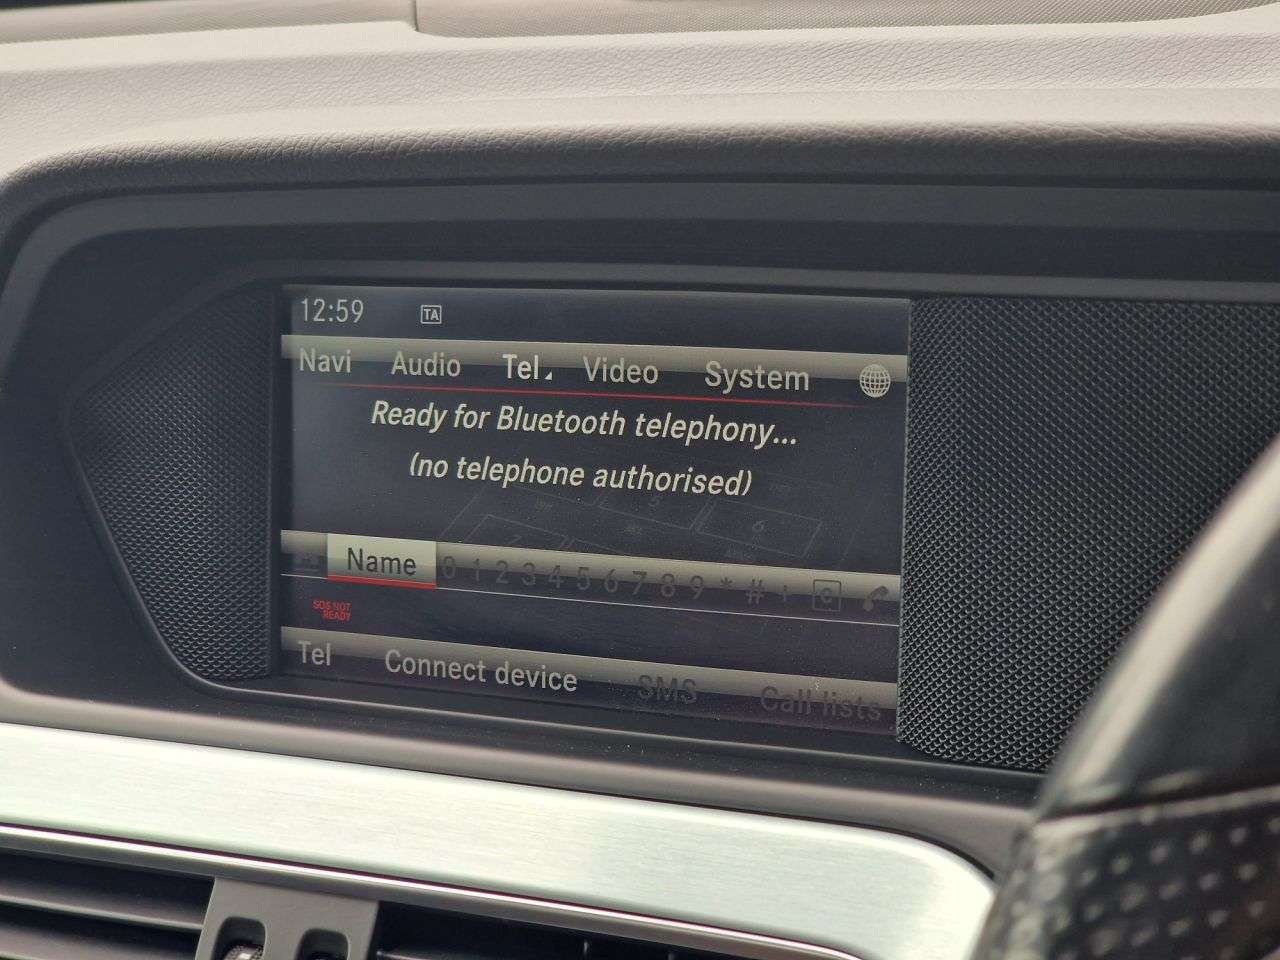 12:59 TA
Navi Audio Tel Video System
Ready for Bluetooth telephony...
(no telephone authorised)
Name 0 1 2 3 4 5 6 7 8 9 * # +
SOS NOT
READY
Tel Connect device SMS Call lists